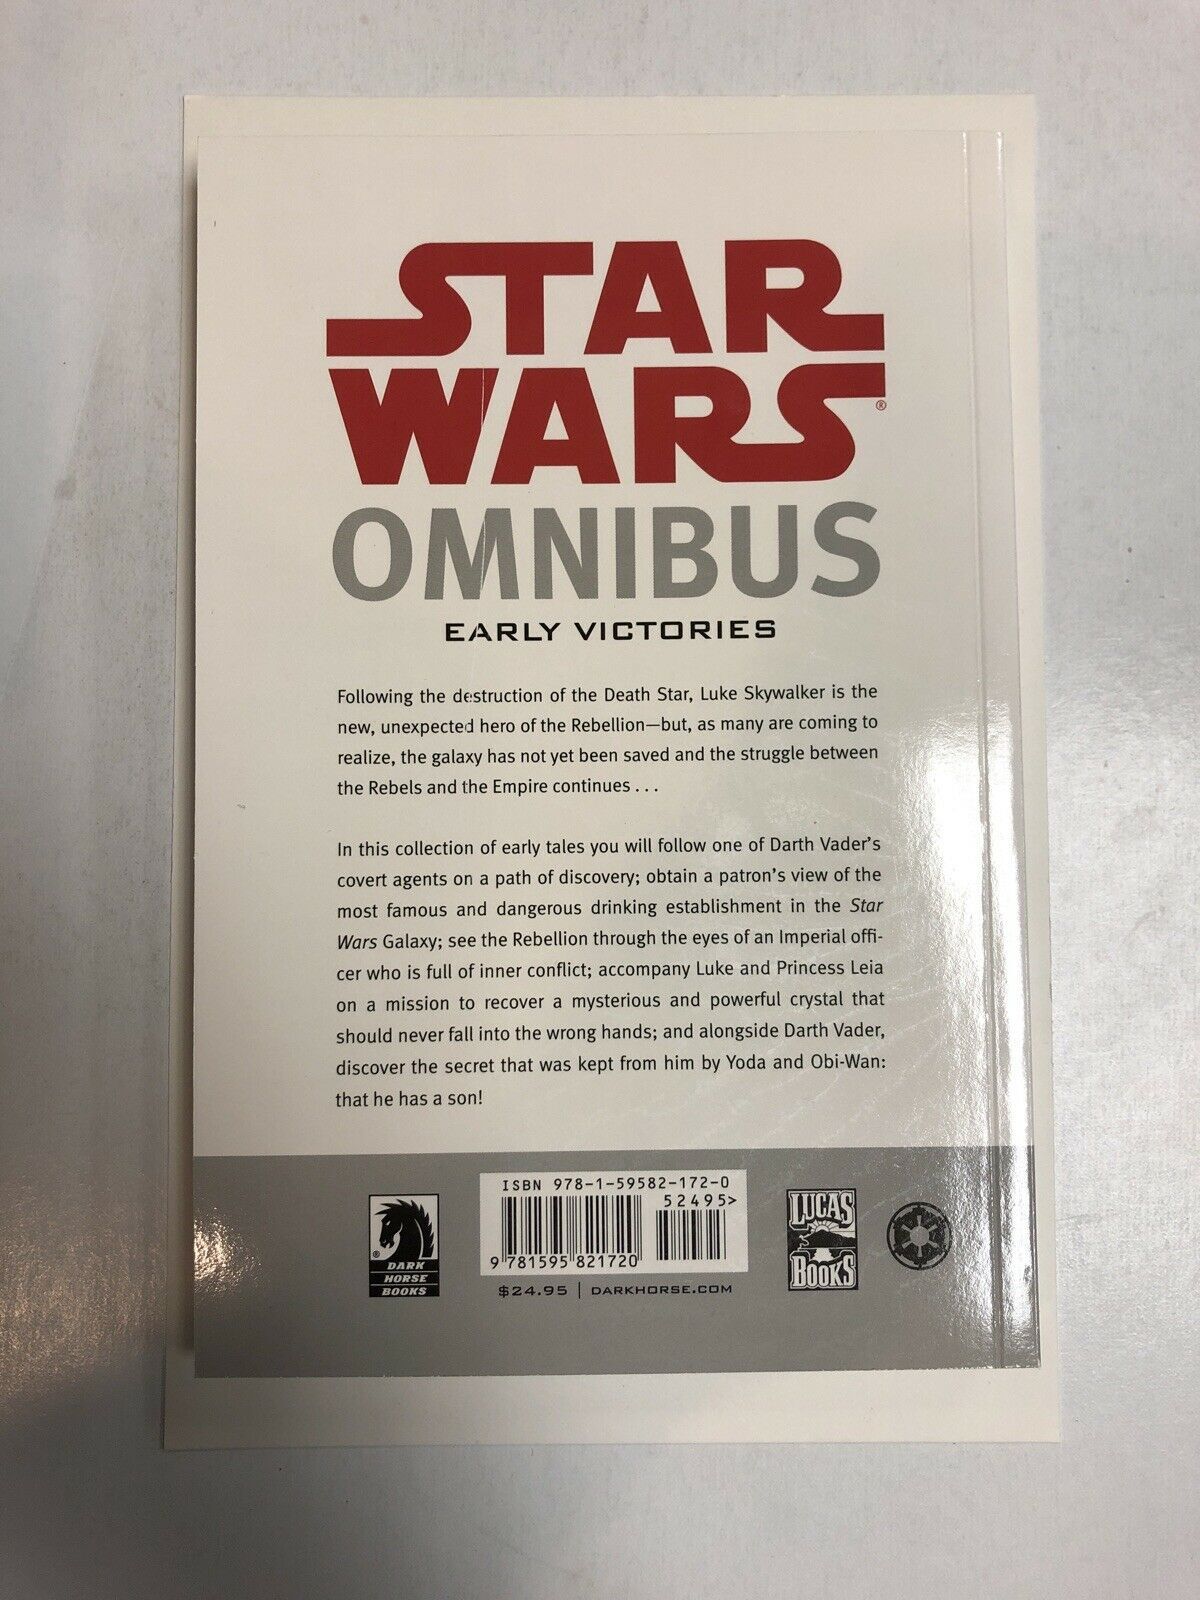 STAR
WARS®
OMNIBUS
EARLY VICTORIES
Following the destruction of the Death Star, Luke Skywalker is the
new, unexpected hero of the Rebellion—but, as many are coming to
realize, the galaxy has not yet been saved and the struggle between
the Rebels and the Empire continues . . .
In this collection of early tales you will follow one of Darth Vader's
covert agents on a path of discovery; obtain a patron's view of the
most famous and dangerous drinking establishment in the Star
Wars Galaxy; see the Rebellion through the eyes of an Imperial offi-
cer who is full of inner conflict; accompany Luke and Princess Leia
on a mission to recover a mysterious and powerful crystal that
should never fall into the wrong hands; and alongside Darth Vader,
discover the secret that was kept from him by Yoda and Obi-Wan:
that he has a son!
®
DARK
HORSE
BOOKS
ISBN 978-1-59582-172-0
52495>
9 781595 821720
$24.95 | DARKHORSE.COM
LUCAS
BOOKS